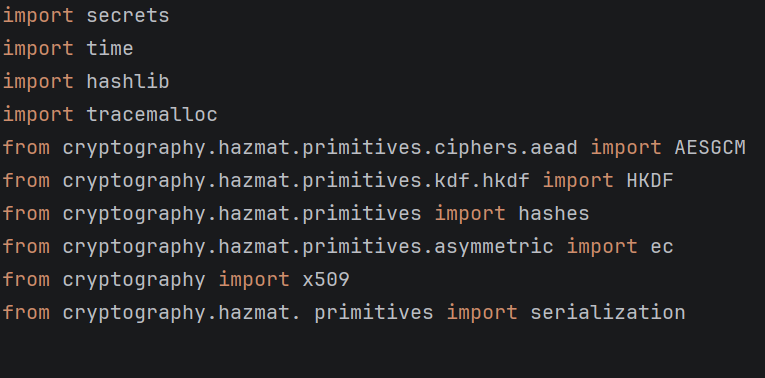 import secrets
import time
import hashlib
import tracemalloc
from cryptography.hazmat.primitives.ciphers.aead import AESGCM
from cryptography.hazmat.primitives.kdf.hkdf import HKDF
from cryptography.hazmat.primitives import hashes
from cryptography.hazmat.primitives.asymmetric import ec
from cryptography import x509
from cryptography.hazmat. primitives import serialization